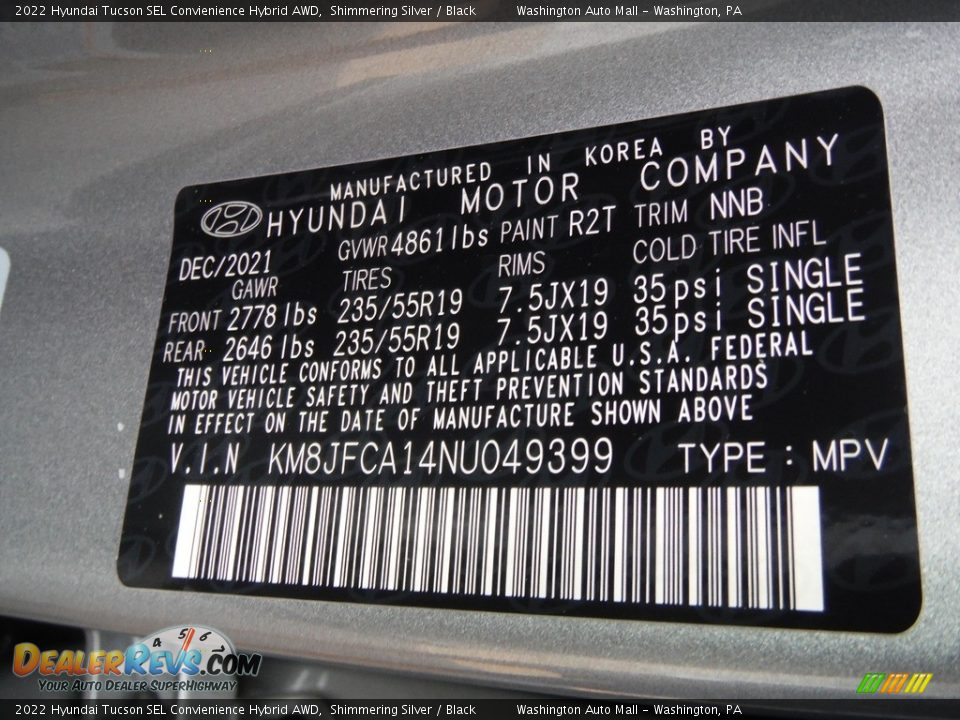 2022 Hyundai Tucson SEL Convienience Hybrid AWD, Shimmering Silver / Black Washington Auto Mall - Washington, PA
MANUFACTURED IN KOREA BY
HYUNDAI MOTOR COMPANY
DEC/2021 GVWR 4861 lbs PAINT R2T TRIM NNB
GAWR TIRES RIMS COLD TIRE INFL
FRONT 2778 lbs 235/55R19 7.5JX19 35psi SINGLE
REAR 2646 lbs 235/55R19 7.5JX19 35psi SINGLE
THIS VEHICLE CONFORMS TO ALL APPLICABLE U.S.A. FEDERAL
MOTOR VEHICLE SAFETY AND THEFT PREVENTION STANDARDS
IN EFFECT ON THE DATE OF MANUFACTURE SHOWN ABOVE
V.I.N KM8JFCA14NU049399 TYPE : MPV
4 5 6
DealerRevs.com
Your Auto Dealer SuperHighway
2022 Hyundai Tucson SEL Convienience Hybrid AWD, Shimmering Silver / Black Washington Auto Mall - Washington, PA